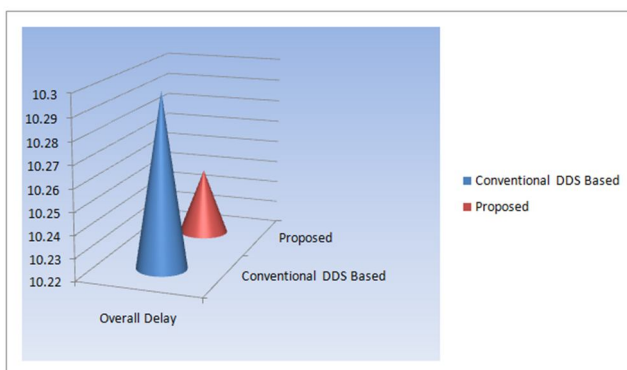 10.3
10.29
10.28
10.27
10.26
10.25
10.24
10.23
10.22
Overall Delay
Conventional DDS Based
Proposed
Conventional DDS Based
Proposed